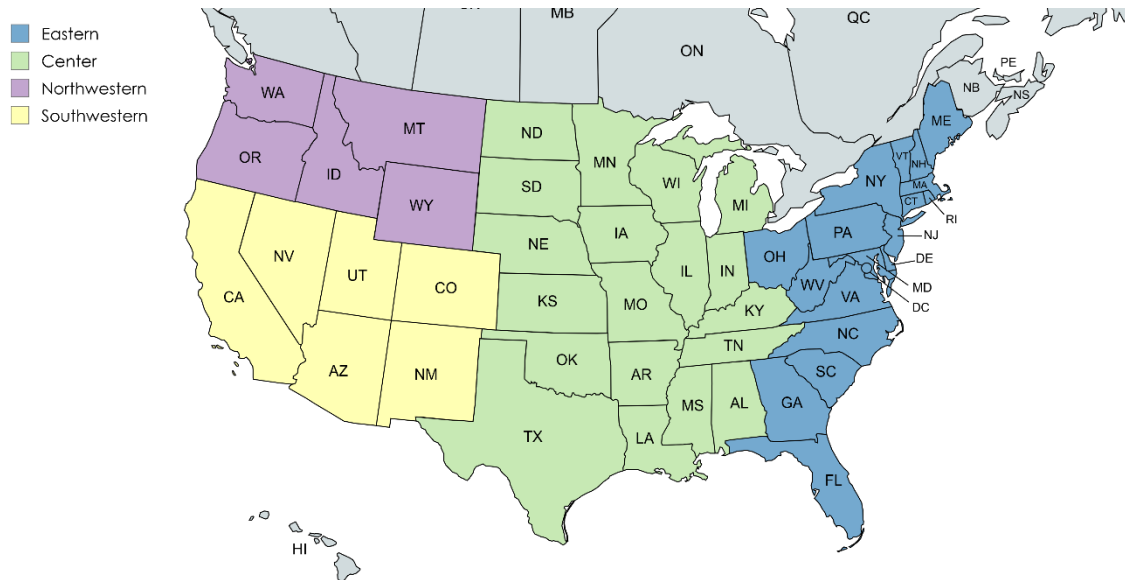 Eastern
Center
Northwestern
Southwestern
MB
QC
ON
PE
NB
NS
WA
MT
ND
MN
ME
VT
NH
OR
ID
SD
WI
MI
NY
MA
CT
RI
WY
IA
PA
NJ
NE
OH
DE
NV
UT
CO
IL
IN
WV
MD
CA
KS
MO
KY
VA
DC
NC
TN
AZ
NM
OK
AR
SC
MS
AL
GA
TX
LA
FL
HI